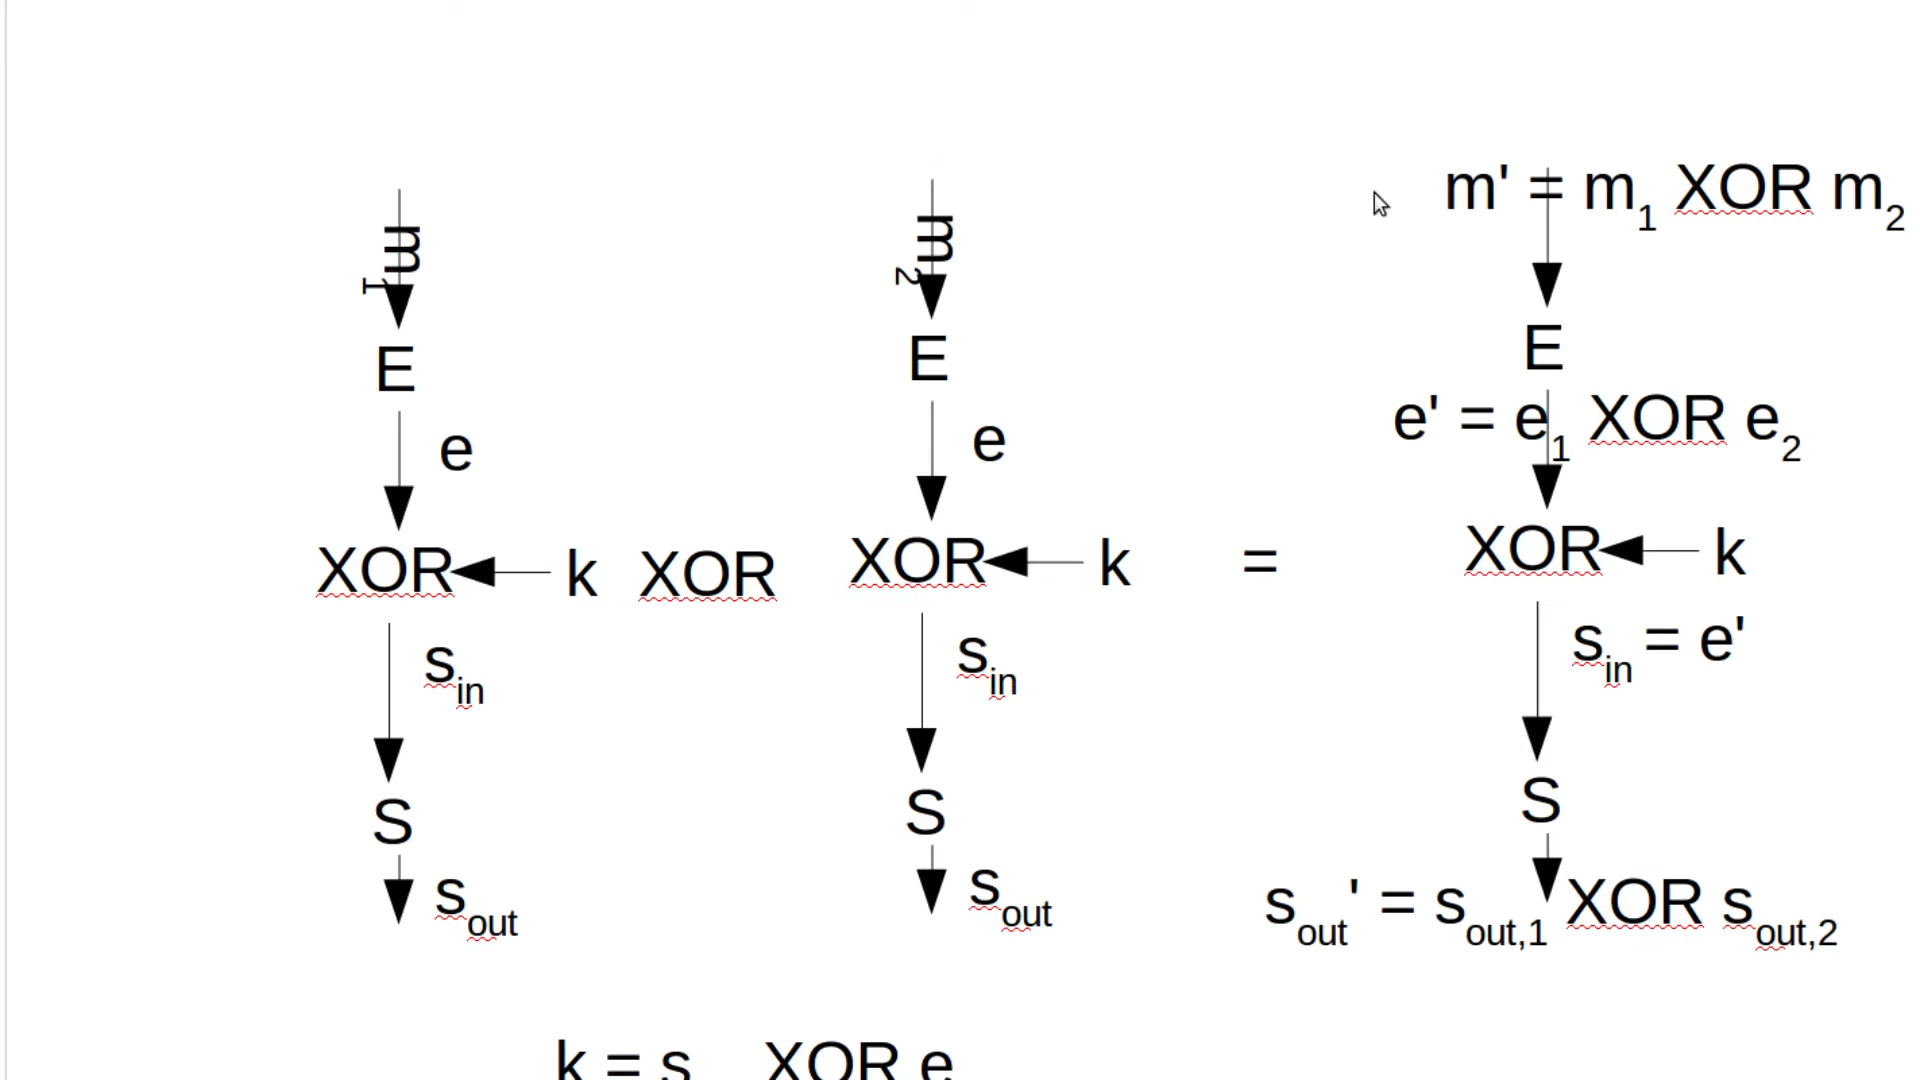 m' = m1 XOR m2
m1
m2
E
E
E
e' = e1 XOR e2
e
e
XOR
k
XOR
XOR
k
=
XOR
k
sin
sin
sin = e'
S
S
S
sout
sout
sout' = sout,1 XOR sout,2
k = s XOR e